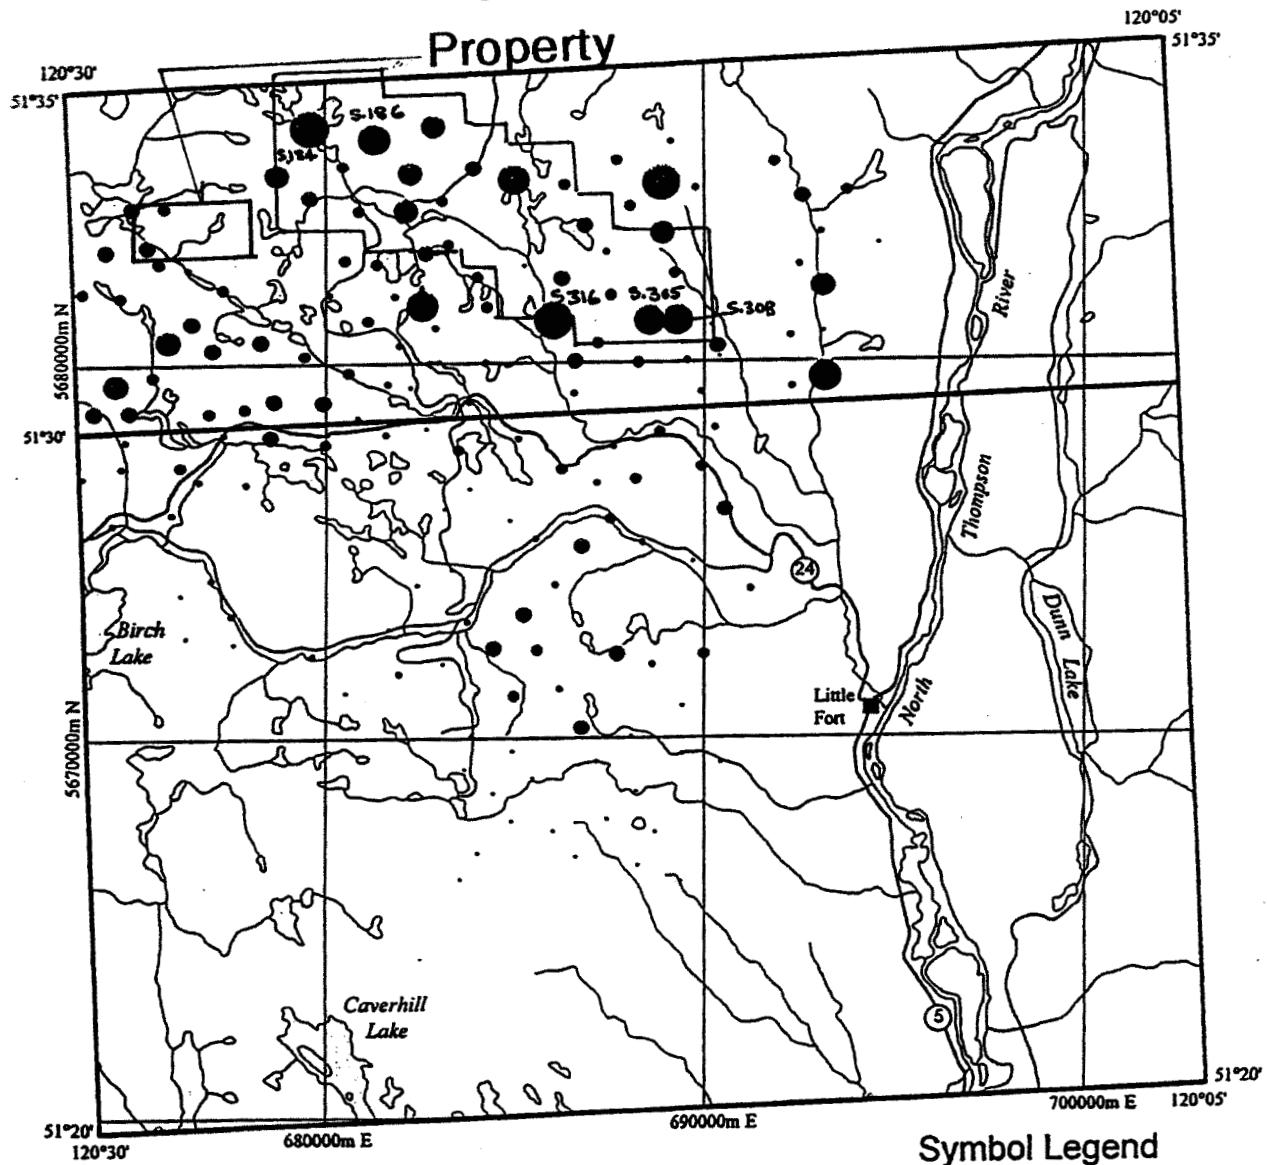 120°05'
Property
51°35'
120°30'
51°35'
S.186
S.184
River
S.316
S.305
S.308
5680000m N
51°30'
Thompson
24
Birch
Lake
Dunn
Lake
Little
Fort
North
5670000m N
Caverhill
Lake
5
51°20'
51°20'
120°30'
680000m E
690000m E
700000m E
120°05'
Symbol Legend